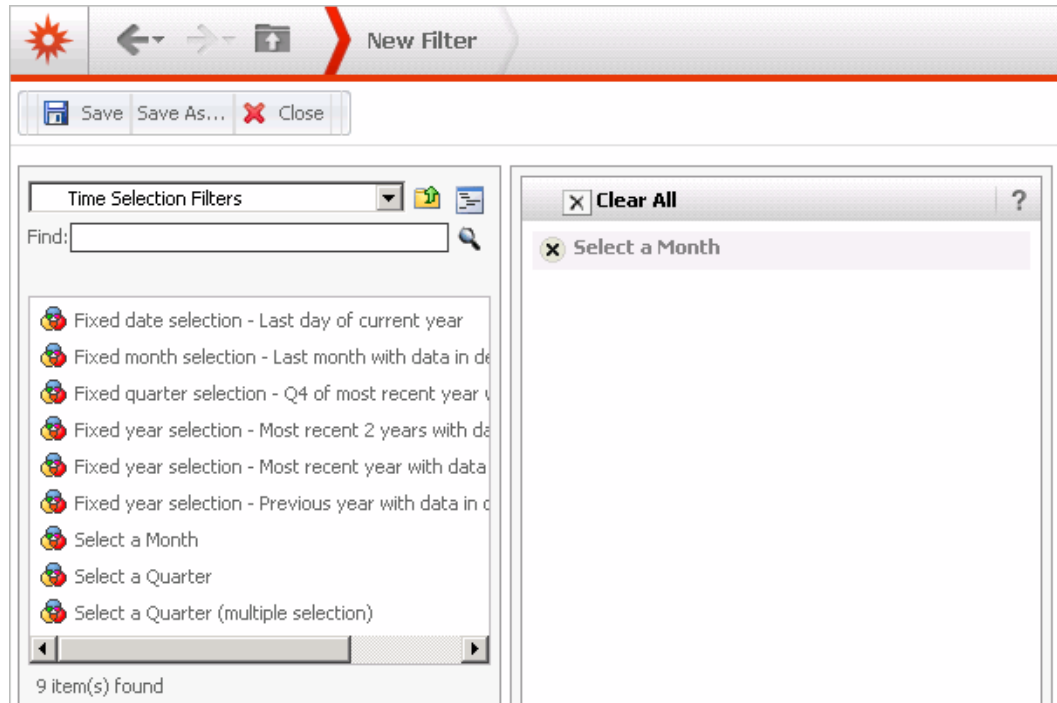 New Filter
Save Save As... Close
Time Selection Filters
Find:
Fixed date selection - Last day of current year
Fixed month selection - Last month with data in
Fixed quarter selection - Q4 of most recent year
Fixed year selection - Most recent 2 years with
Fixed year selection - Most recent year with data
Fixed year selection - Previous year with data in
Select a Month
Select a Quarter
Select a Quarter (multiple selection)
9 item(s) found
Clear All ?
Select a Month